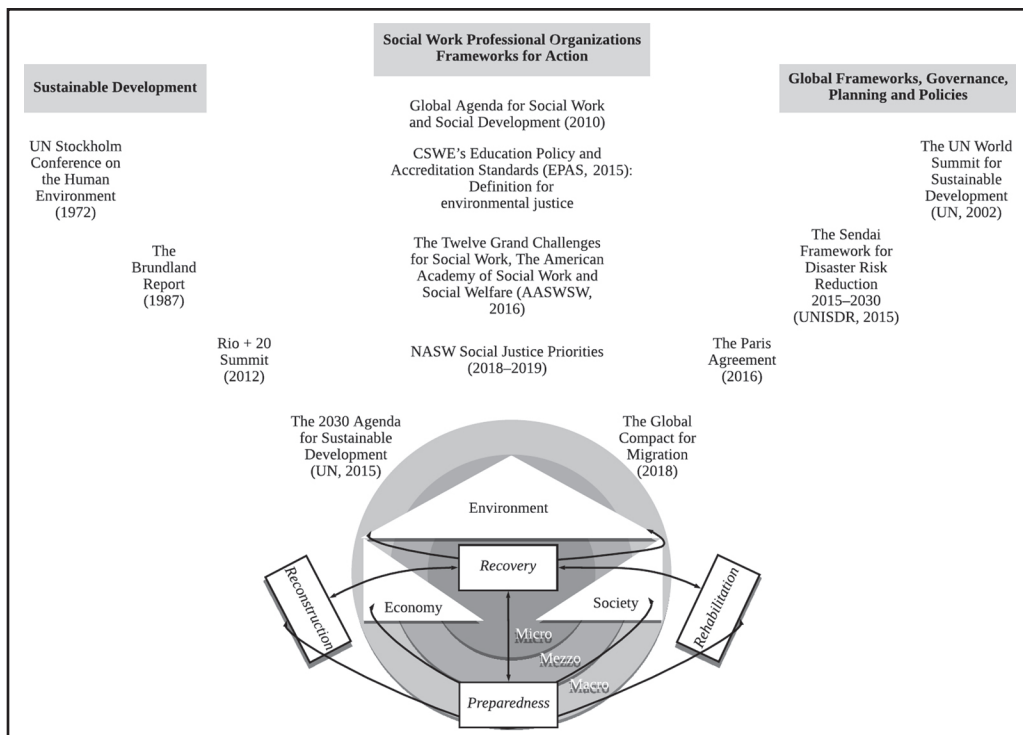 Social Work Professional Organizations
Frameworks for Action
Sustainable Development
Global Frameworks, Governance,
Planning and Policies
UN Stockholm
Conference on
the Human
Environment
(1972)
The
Brundland
Report
(1987)
Rio + 20
Summit
(2012)
The 2030 Agenda
for Sustainable
Development
(UN, 2015)
Global Agenda for Social Work
and Social Development (2010)
CSWE's Education Policy and
Accreditation Standards (EPAS, 2015):
Definition for
environmental justice
The Twelve Grand Challenges
for Social Work, The American
Academy of Social Work and
Social Welfare (AASWSW,
2016)
NASW Social Justice Priorities
(2018–2019)
The UN World
Summit for
Sustainable
Development
(UN, 2002)
The Sendai
Framework for
Disaster Risk
Reduction
2015–2030
(UNISDR, 2015)
The Paris
Agreement
(2016)
The Global
Compact for
Migration
(2018)
Environment
Recovery
Reconstruction
Rehabilitation
Economy
Society
Micro
Mezzo
Macro
Preparedness